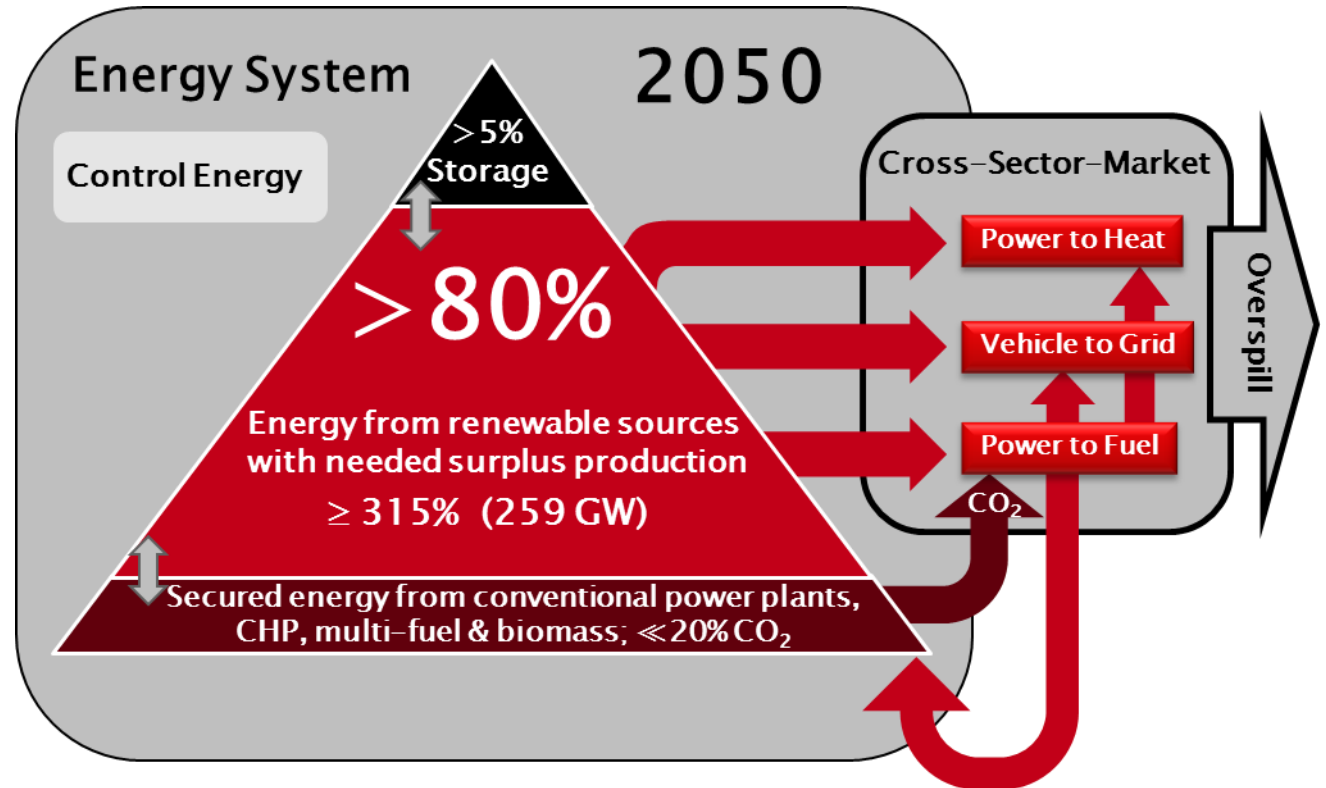 Energy System
2050
Control Energy
>5%
Storage
>80%
Energy from renewable sources
with needed surplus production
≥ 315% (259 GW)
Secured energy from conventional power plants,
CHP, multi-fuel & biomass; ≪20% CO₂
Cross-Sector-Market
Power to Heat
Vehicle to Grid
Power to Fuel
CO₂
Overspill